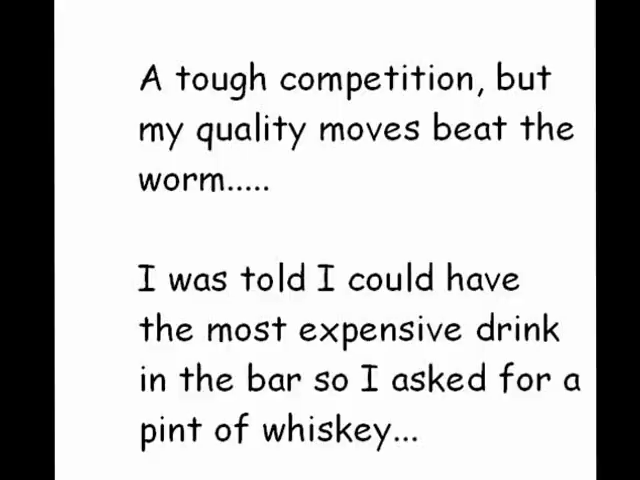 A tough competition, but
my quality moves beat the
worm.....
I was told I could have
the most expensive drink
in the bar so I asked for a
pint of whiskey...